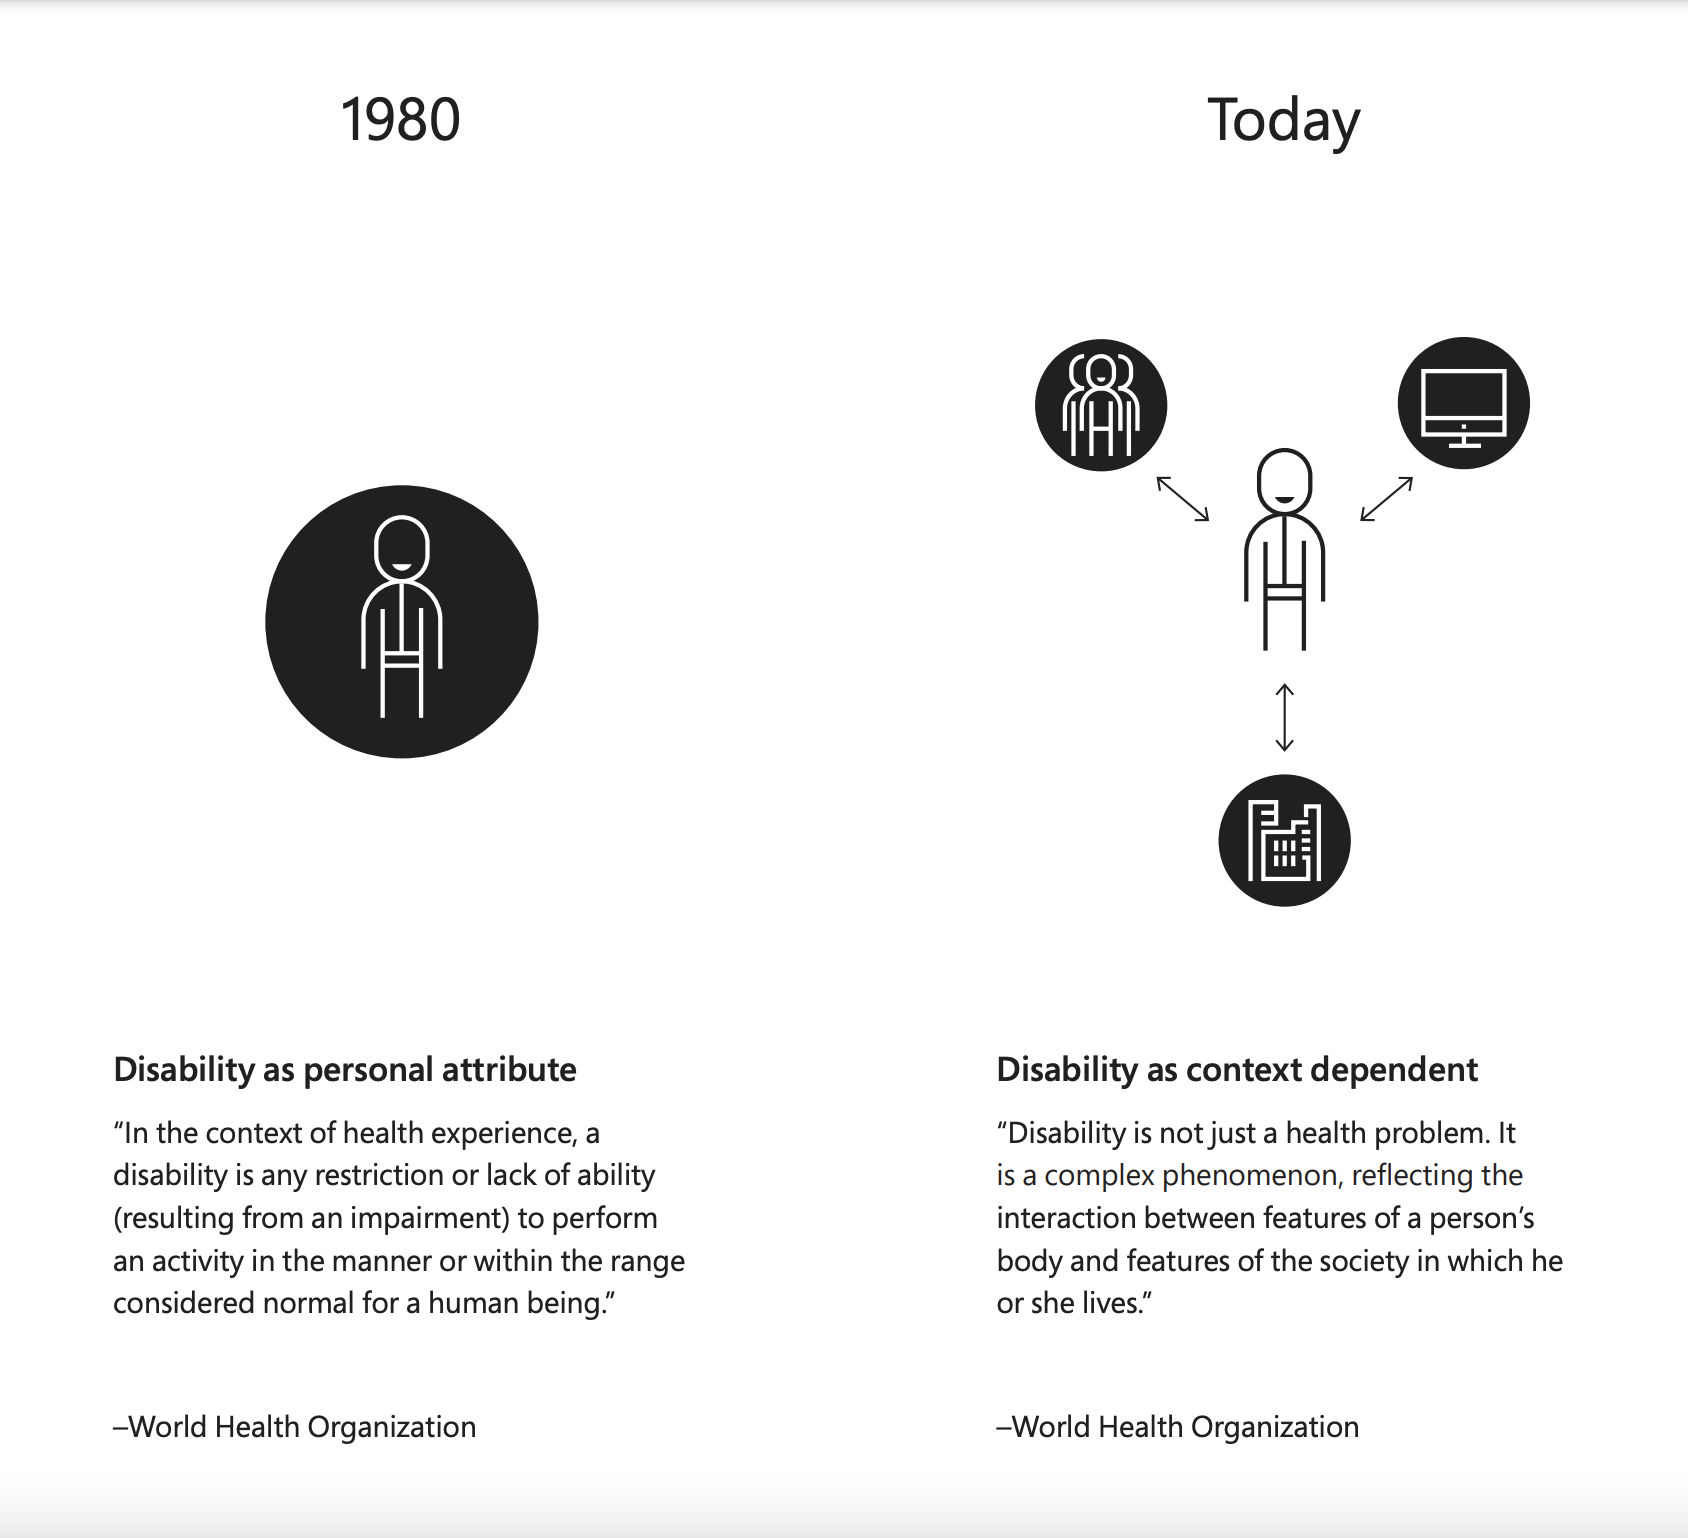 1980
Disability as personal attribute
“In the context of health experience, a
disability is any restriction or lack of ability
(resulting from an impairment) to perform
an activity in the manner or within the range
considered normal for a human being.”
–World Health Organization
Today
Disability as context dependent
“Disability is not just a health problem. It
is a complex phenomenon, reflecting the
interaction between features of a person’s
body and features of the society in which he
or she lives.”
–World Health Organization